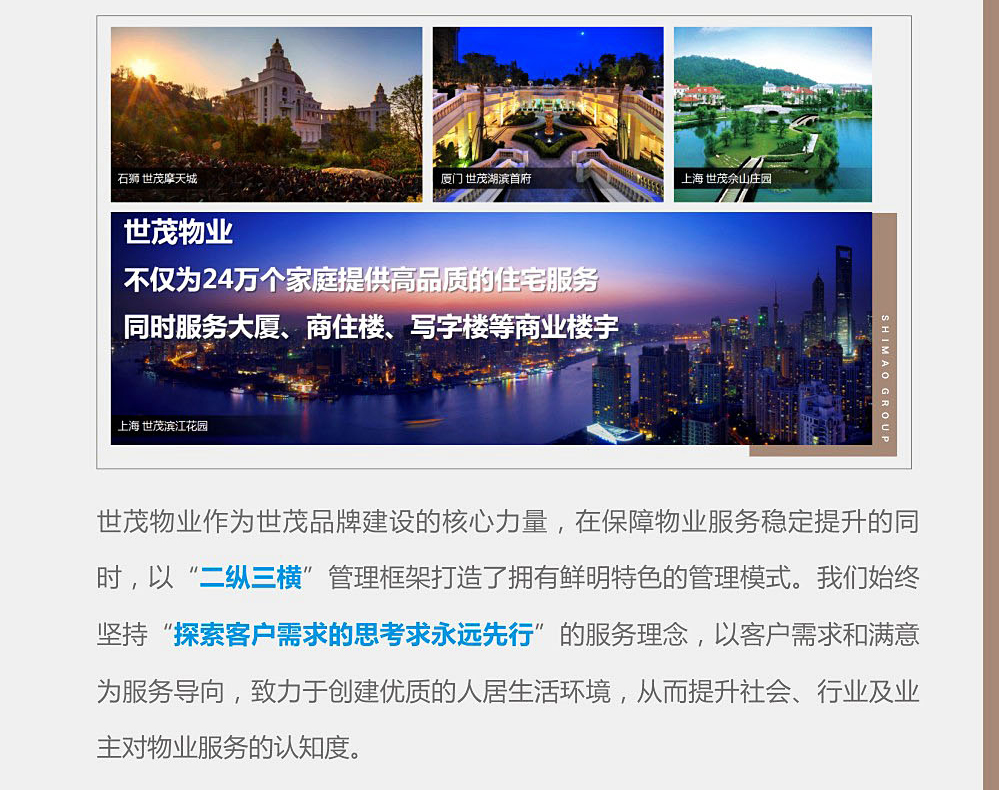 石狮 世茂摩天城
厦门 世茂湖滨首府
上海 世茂佘山庄园
世茂物业
不仅为24万个家庭提供高品质的住宅服务
同时服务大厦、商住楼、写字楼等商业楼宇
SHIMAO GROUP
上海 世茂滨江花园
世茂物业作为世茂品牌建设的核心力量，在保障物业服务稳定提升的同
时，以“二纵三横”管理框架打造了拥有鲜明特色的管理模式。我们始终
坚持“探索客户需求的思考求永远先行”的服务理念，以客户需求和满意
为服务导向，致力于创建优质的人居生活环境，从而提升社会、行业及业
主对物业服务的认知度。